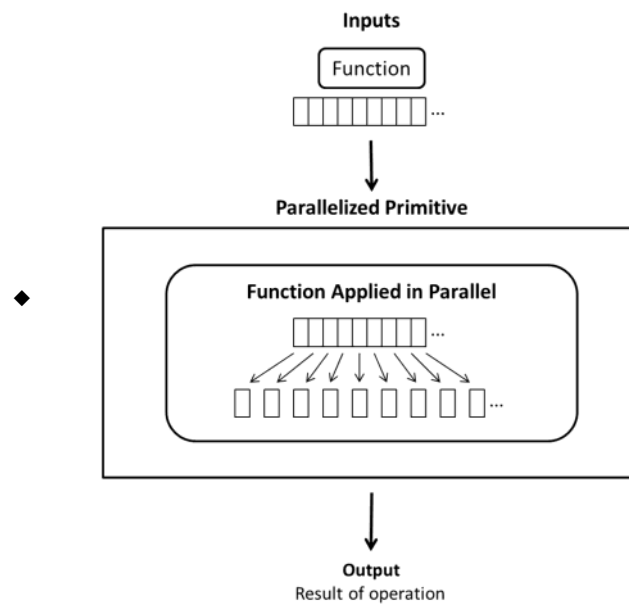 Inputs
Function
...
Parallelized Primitive
Function Applied in Parallel
...
...
Output
Result of operation